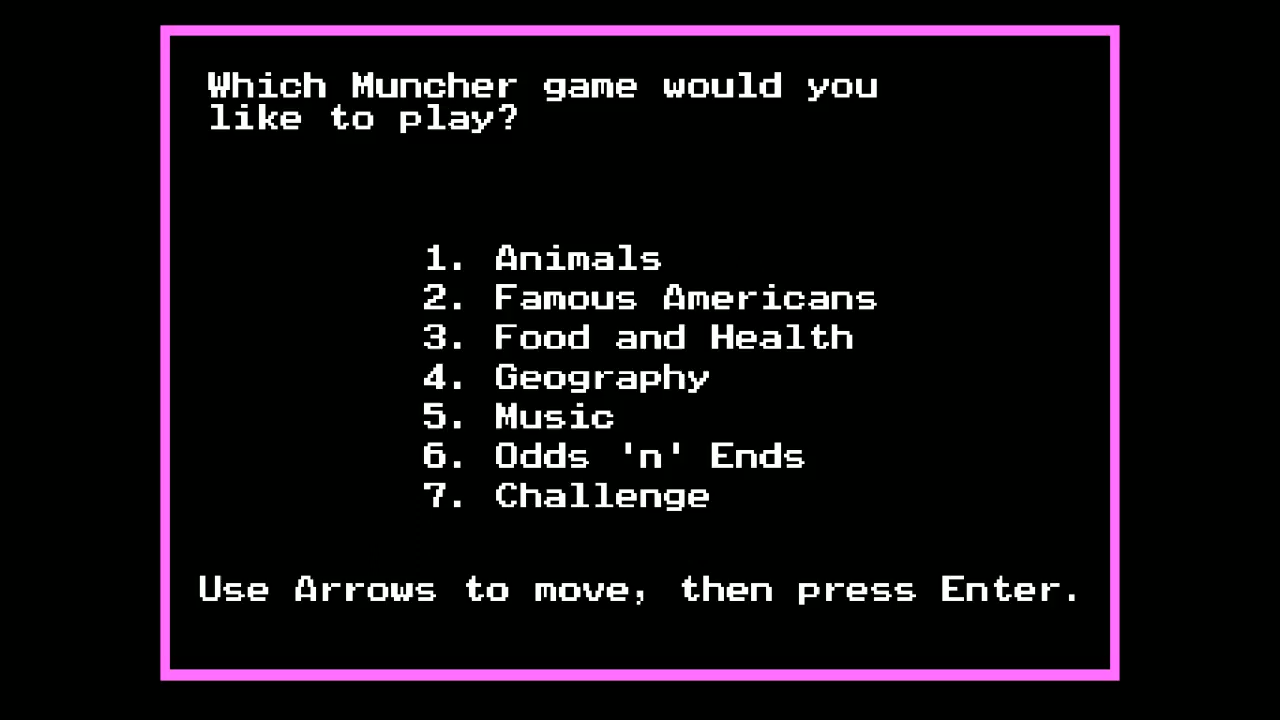 Which Muncher game would you
like to play?
1. Animals
2. Famous Americans
3. Food and Health
4. Geography
5. Music
6. Odds 'n' Ends
7. Challenge
Use Arrows to move, then press Enter.